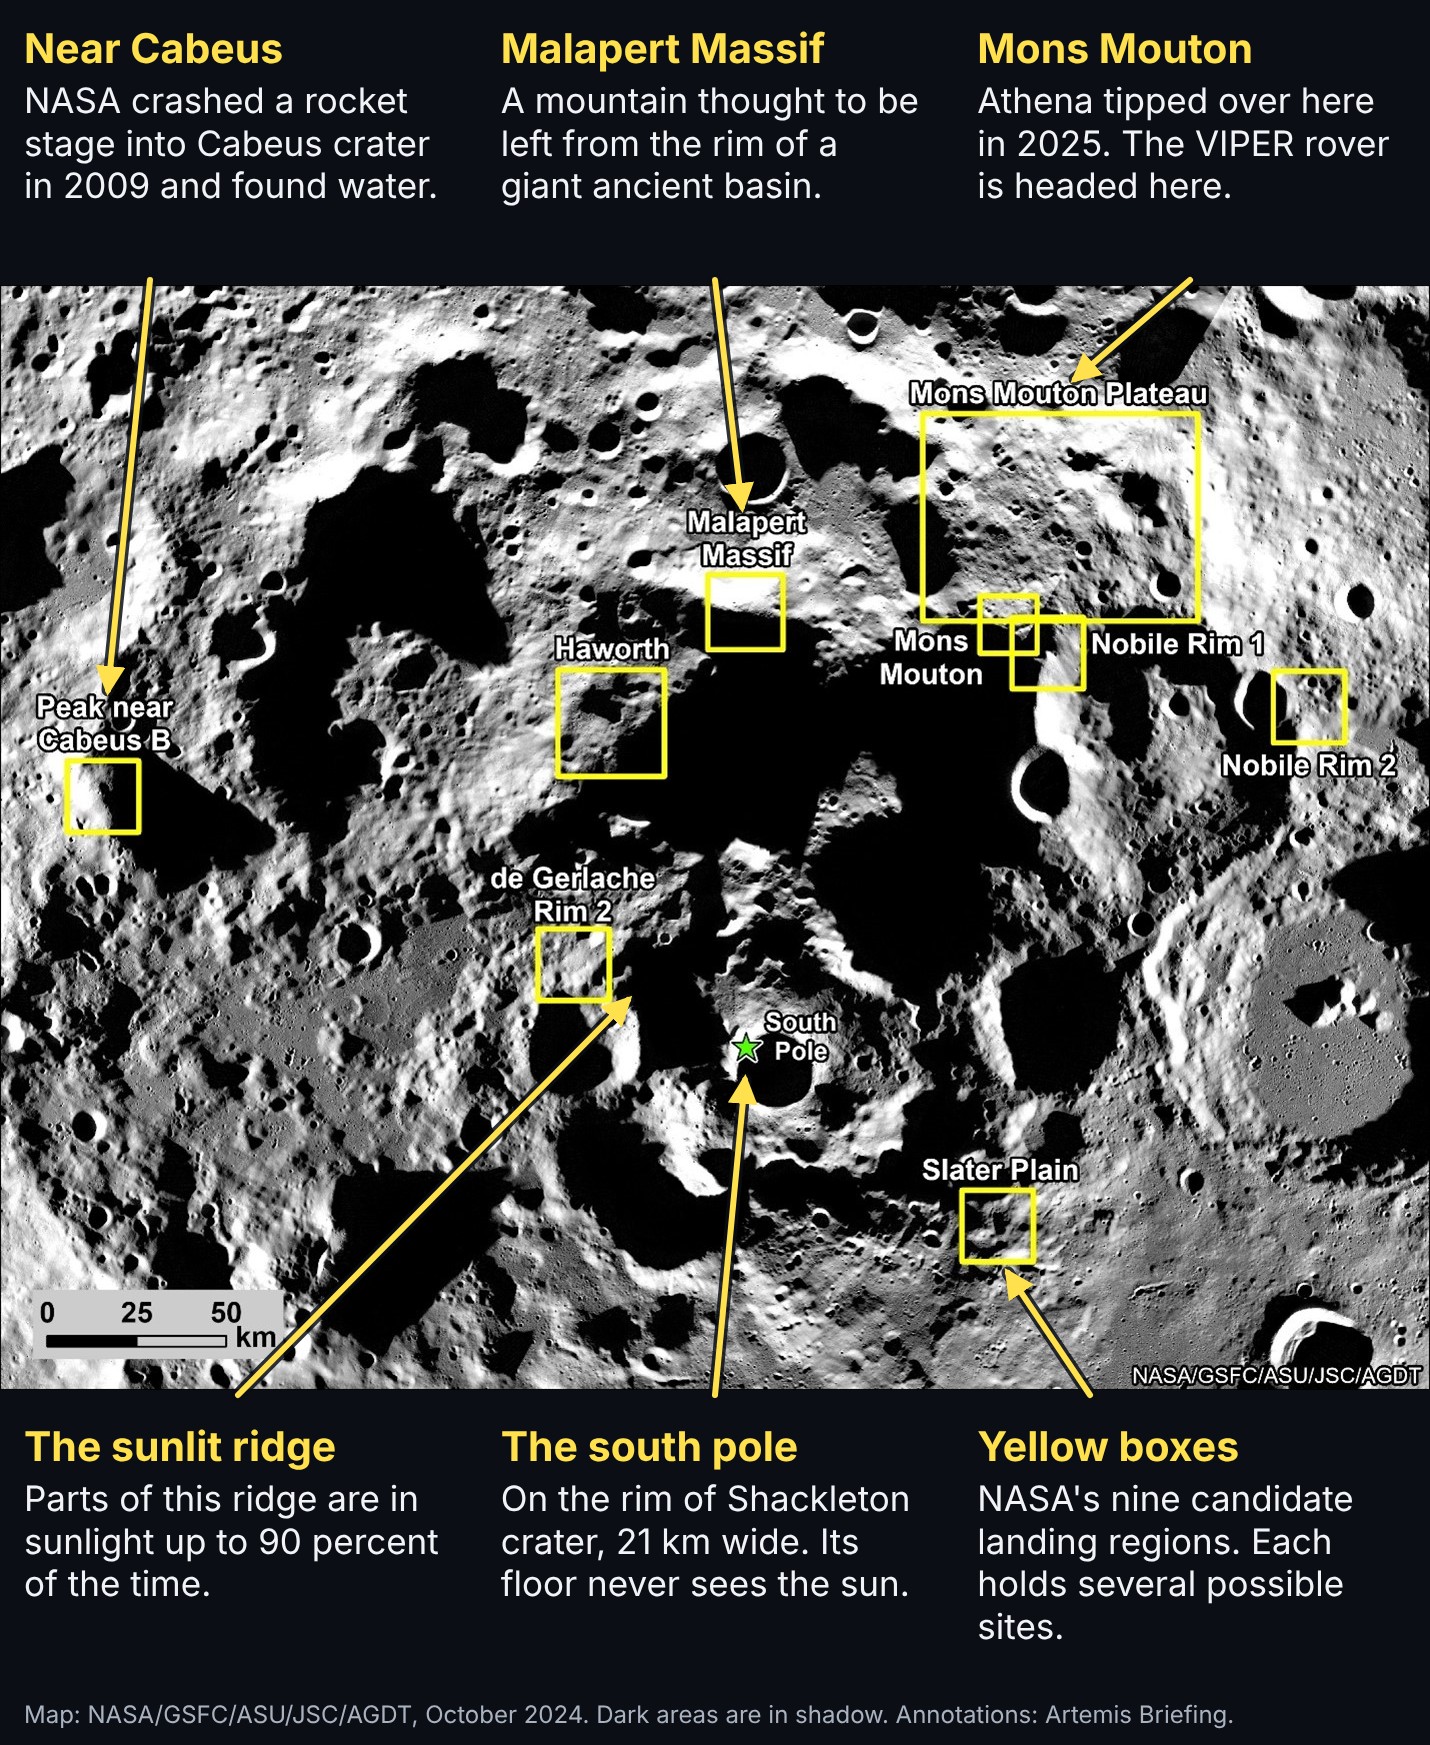 Near Cabeus
NASA crashed a rocket
stage into Cabeus crater
in 2009 and found water.
Malapert Massif
A mountain thought to be
left from the rim of a
giant ancient basin.
Mons Mouton
Athena tipped over here
in 2025. The VIPER rover
is headed here.
Mons Mouton Plateau
Malapert
Massif
Haworth
Mons
Mouton
Nobile Rim 1
Peak near
Cabeus B
Nobile Rim 2
de Gerlache
Rim 2
South
Pole
Slater Plain
0 25 50
km
NASA/GSFC/ASU/JSC/AGDT
The sunlit ridge
Parts of this ridge are in
sunlight up to 90 percent
of the time.
The south pole
On the rim of Shackleton
crater, 21 km wide. Its
floor never sees the sun.
Yellow boxes
NASA's nine candidate
landing regions. Each
holds several possible
sites.
Map: NASA/GSFC/ASU/JSC/AGDT, October 2024. Dark areas are in shadow. Annotations: Artemis Briefing.